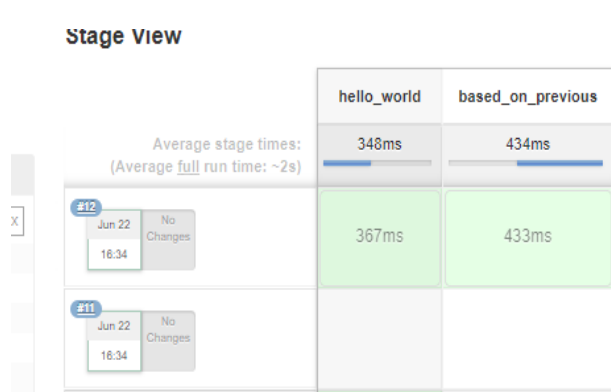 Stage View
hello_world based_on_previous
Average stage times: 348ms 434ms
(Average full run time: ~2s)
#12
Jun 22 No
Changes
16:34
367ms 433ms
x
#11
Jun 22 No
Changes
16:34